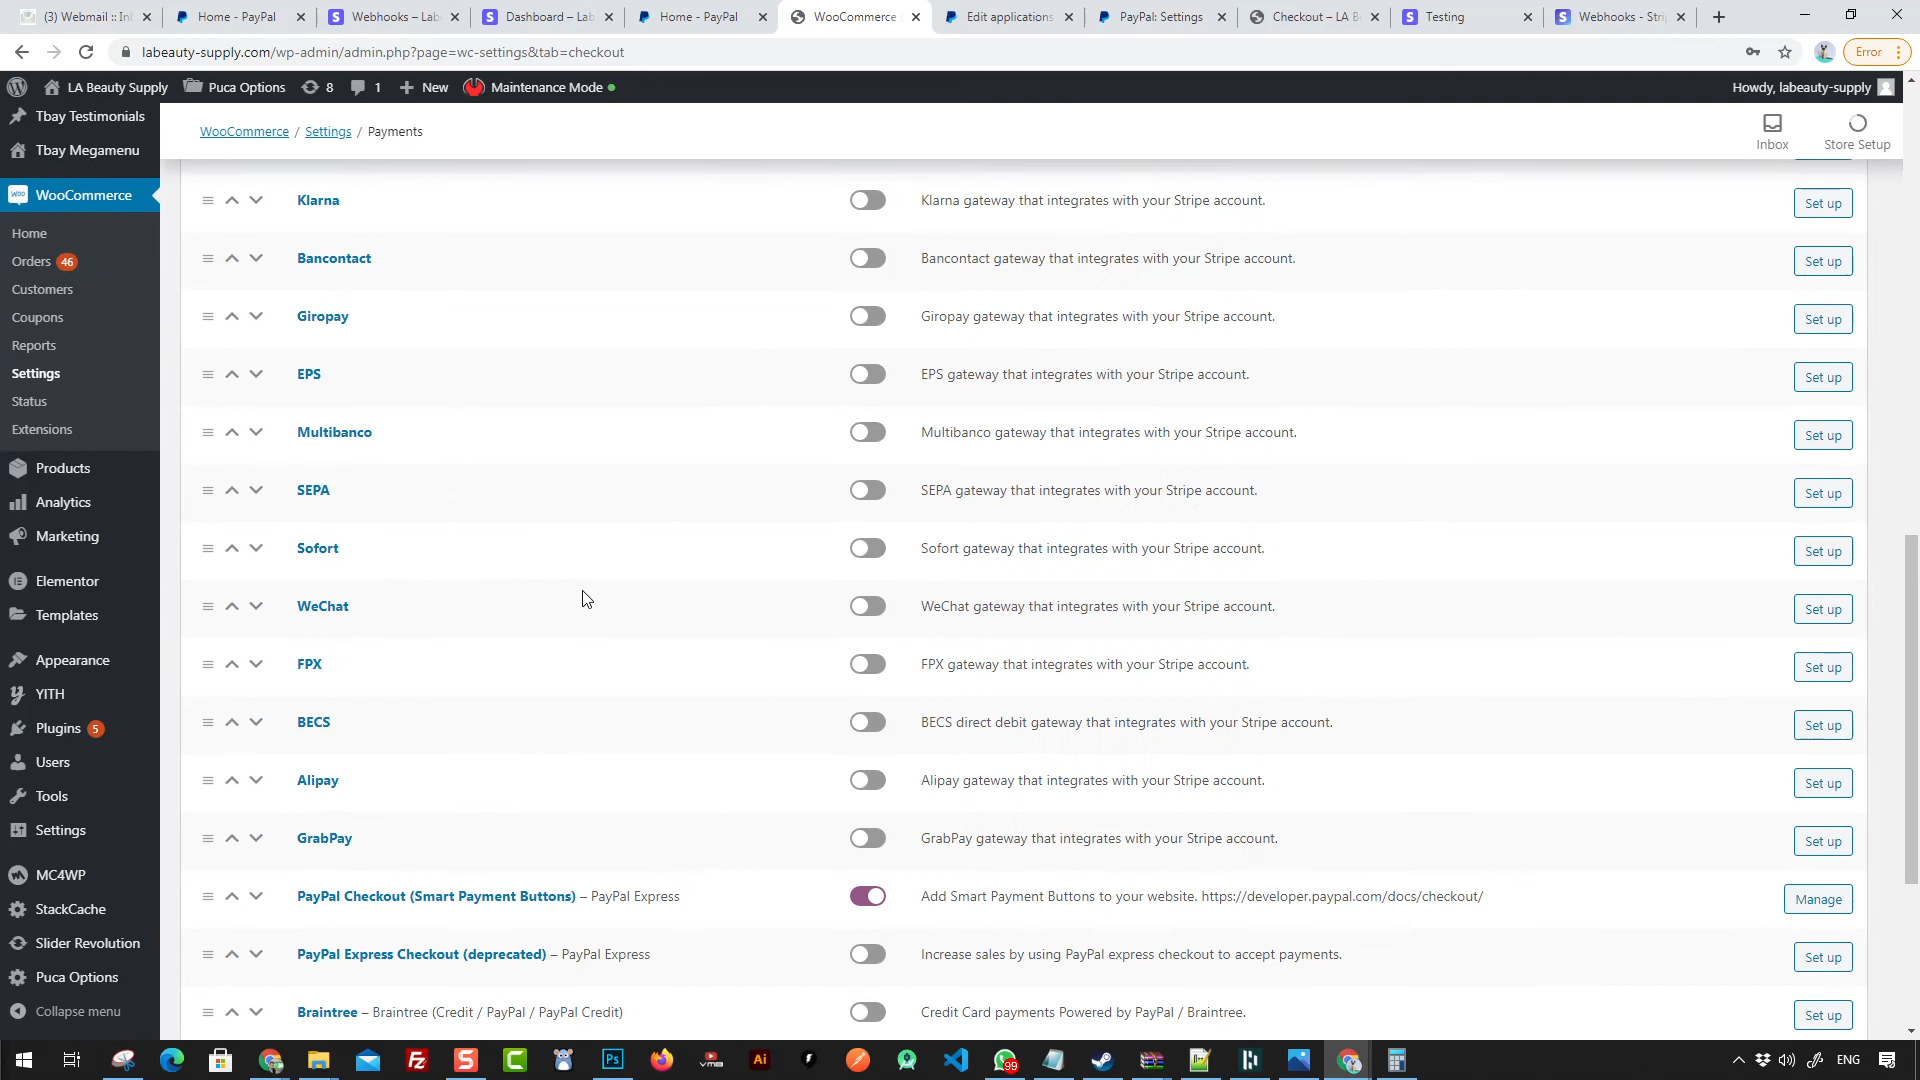 (3) Webmail :: In
Home - PayPal
Webhooks – Lab
Dashboard – Lab
Home - PayPal
WooCommerce
Edit applications
PayPal: Settings
Checkout – LA B
Testing
Webhooks - Stri
labeauty-supply.com/wp-admin/admin.php?page=wc-settings&tab=checkout
Error
LA Beauty Supply
Puca Options
8
1
New
Maintenance Mode
Howdy, labeauty-supply
Tbay Testimonials
Tbay Megamenu
WooCommerce
Home
Orders 46
Customers
Coupons
Reports
Settings
Status
Extensions
Products
Analytics
Marketing
Elementor
Templates
Appearance
YITH
Plugins 5
Users
Tools
Settings
MC4WP
StackCache
Slider Revolution
Puca Options
Collapse menu
WooCommerce / Settings / Payments
Inbox
Store Setup
Klarna
Klarna gateway that integrates with your Stripe account.
Set up
Bancontact
Bancontact gateway that integrates with your Stripe account.
Set up
Giropay
Giropay gateway that integrates with your Stripe account.
Set up
EPS
EPS gateway that integrates with your Stripe account.
Set up
Multibanco
Multibanco gateway that integrates with your Stripe account.
Set up
SEPA
SEPA gateway that integrates with your Stripe account.
Set up
Sofort
Sofort gateway that integrates with your Stripe account.
Set up
WeChat
WeChat gateway that integrates with your Stripe account.
Set up
FPX
FPX gateway that integrates with your Stripe account.
Set up
BECS
BECS direct debit gateway that integrates with your Stripe account.
Set up
Alipay
Alipay gateway that integrates with your Stripe account.
Set up
GrabPay
GrabPay gateway that integrates with your Stripe account.
Set up
PayPal Checkout (Smart Payment Buttons) – PayPal Express
Add Smart Payment Buttons to your website. https://developer.paypal.com/docs/checkout/
Manage
PayPal Express Checkout (deprecated) – PayPal Express
Increase sales by using PayPal express checkout to accept payments.
Set up
Braintree – Braintree (Credit / PayPal / PayPal Credit)
Credit Card payments Powered by PayPal / Braintree.
Set up
99
ENG